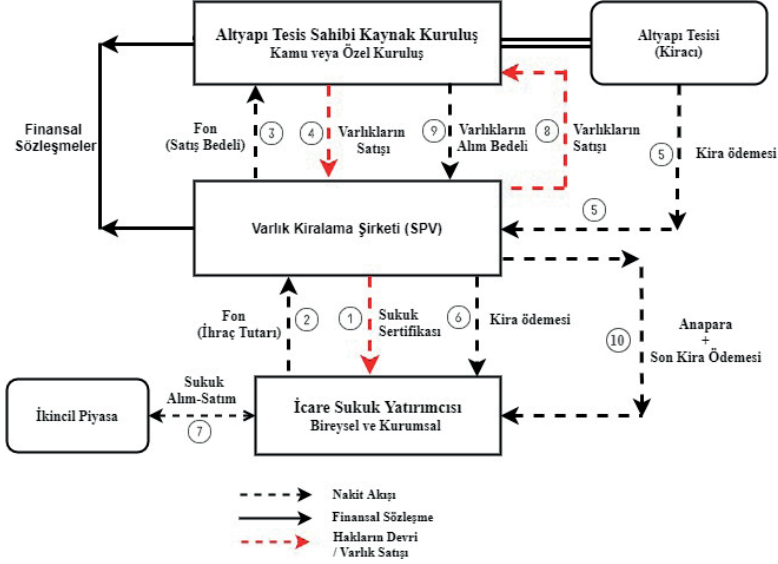 Altyapı Tesis Sahibi Kaynak Kuruluş
Kamu veya Özel Kuruluş
Altyapı Tesisi
(Kiracı)
Finansal
Sözleşmeler
Fon
(Satış Bedeli)
3
4
Varlıkların
Satışı
9
Varlıkların
Alım Bedeli
8
Varlıkların
Satışı
5
Kira ödemesi
5
Varlık Kiralama Şirketi (SPV)
Fon
(İhraç Tutarı)
2
1
Sukuk
Sertifikası
6
Kira ödemesi
10
Anapara
+
Son Kira Ödemesi
İkincil Piyasa
Sukuk
Alım-Satım
7
İcare Sukuk Yatırımcısı
Bireysel ve Kurumsal
Nakit Akışı
Finansal Sözleşme
Hakların Devri
/ Varlık Satışı